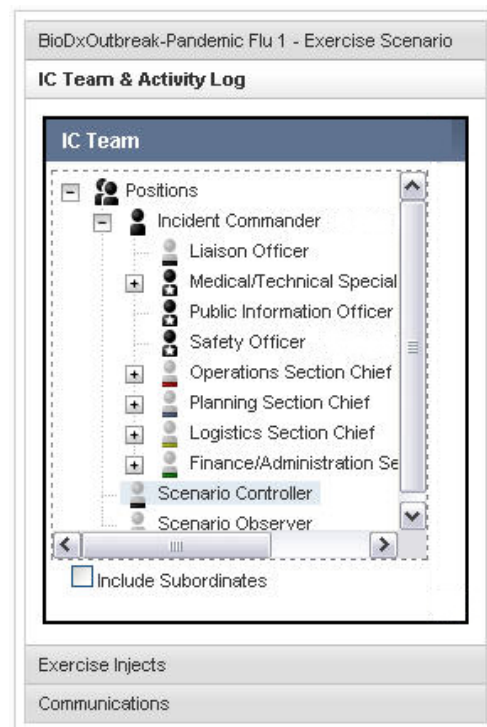 BioDxOutbreak-Pandemic Flu 1 - Exercise Scenario
IC Team & Activity Log
IC Team
Positions
Incident Commander
Liaison Officer
Medical/Technical Special
Public Information Officer
Safety Officer
Operations Section Chief
Planning Section Chief
Logistics Section Chief
Finance/Administration Se
Scenario Controller
Scenario Observer
Include Subordinates
Exercise Injects
Communications